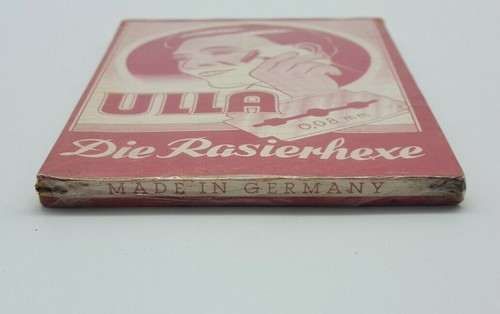 ULLA
0,08 mm
Die Rasierhexe
MADE IN GERMANY